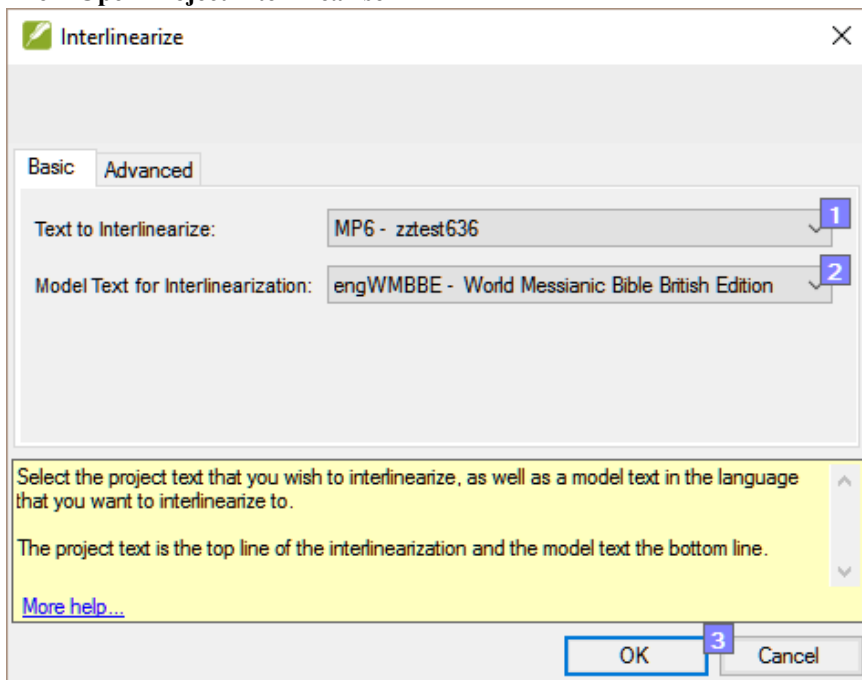 Interlinearize
Basic
Advanced
Text to Interlinearize:
MP6 - zztest636
1
Model Text for Interlinearization:
engWMBBE - World Messianic Bible British Edition
2
Select the project text that you wish to interlinearize, as well as a model text in the language
that you want to interlinearize to.
The project text is the top line of the interlinearization and the model text the bottom line.
More help...
OK
3
Cancel